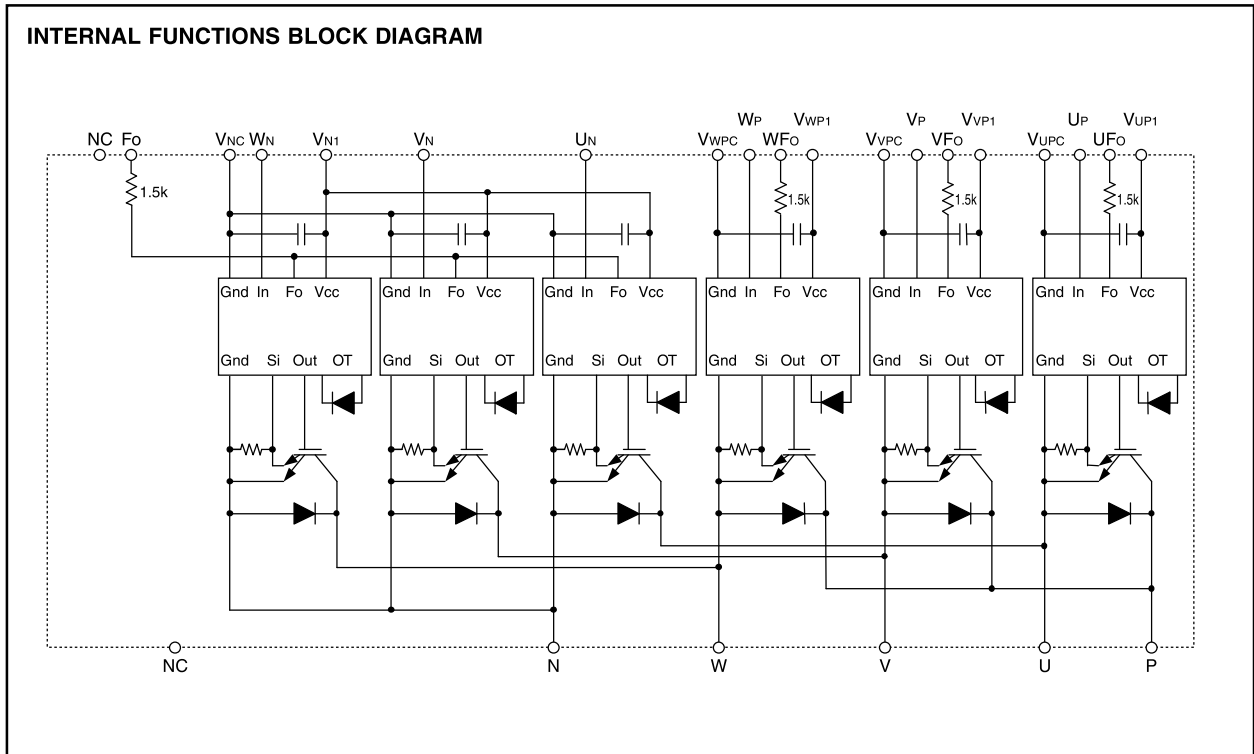 INTERNAL FUNCTIONS BLOCK DIAGRAM
WP VWP1 VP VVP1 UP VUP1
NC FO VNC WN VN1 VN UN VWPC WFO VVPC VFO VUPC UFO
1.5k 1.5k 1.5k 1.5k
Gnd In Fo Vcc Gnd In Fo Vcc Gnd In Fo Vcc Gnd In Fo Vcc Gnd In Fo Vcc Gnd In Fo Vcc
Gnd Si Out OT Gnd Si Out OT Gnd Si Out OT Gnd Si Out OT Gnd Si Out OT Gnd Si Out OT
NC N W V U P